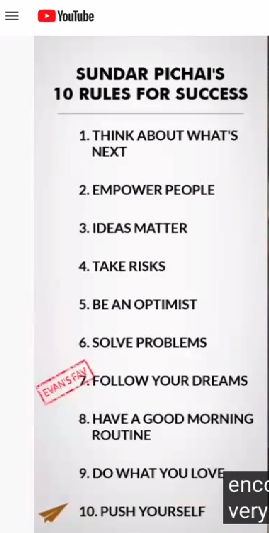 YouTube
SUNDAR PICHAI'S
10 RULES FOR SUCCESS
1. THINK ABOUT WHAT'S
NEXT
2. EMPOWER PEOPLE
3. IDEAS MATTER
4. TAKE RISKS
5. BE AN OPTIMIST
6. SOLVE PROBLEMS
EVAN'S FAV
7. FOLLOW YOUR DREAMS
8. HAVE A GOOD MORNING
ROUTINE
9. DO WHAT YOU LOVE
10. PUSH YOURSELF
enco
very